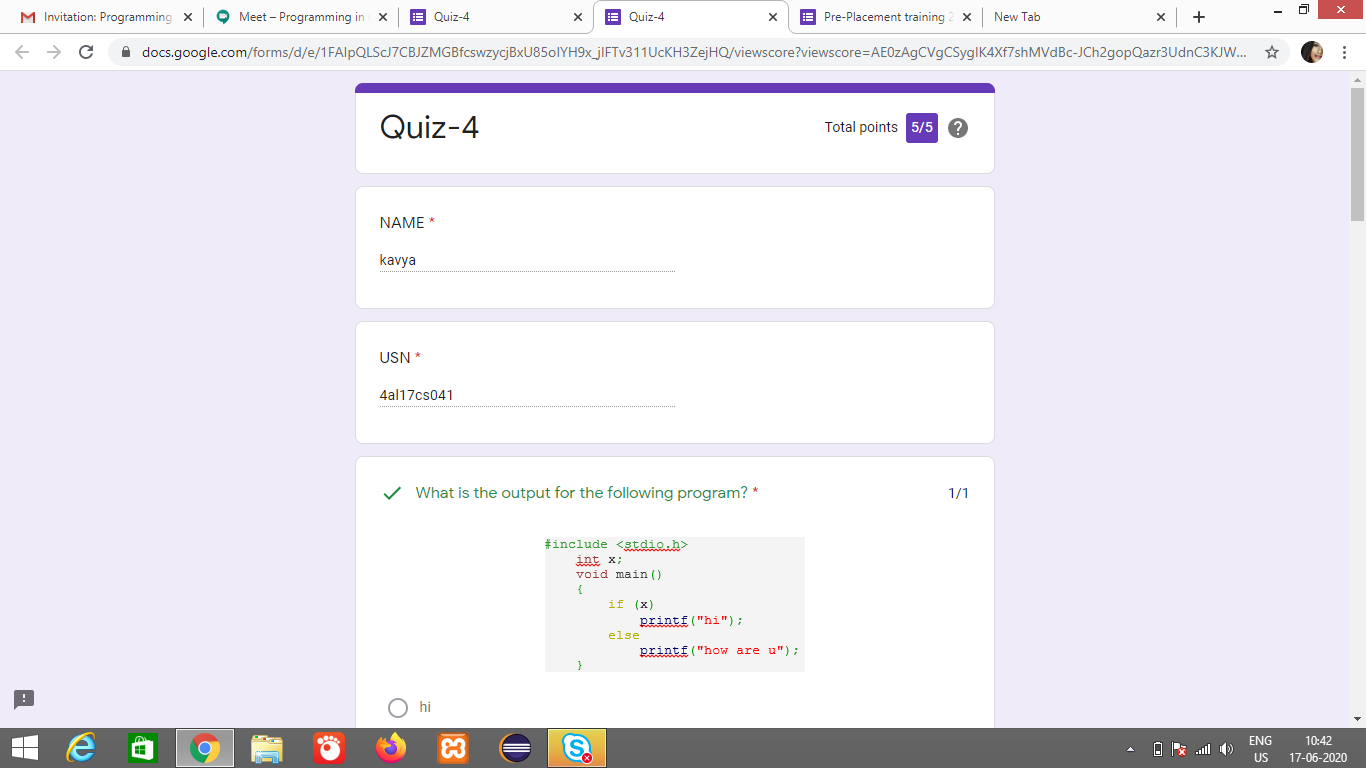 Invitation: Programming
Meet – Programming in
Quiz-4
Quiz-4
Pre-Placement training 2
New Tab
docs.google.com/forms/d/e/1FAIpQLScJ7CBJZMGBfcswzycjBxU85oIYH9x_jIFTv311UcKH3ZejHQ/viewscore?viewscore=AE0zAgCVgCSygIK4Xf7shMVdBc-JCh2gopQazr3UdnC3KJW...
Quiz-4
Total points 5/5
NAME *
kavya
USN *
4al17cs041
What is the output for the following program? *
1/1
#include <stdio.h>
int x;
void main()
{
if (x)
printf("hi");
else
printf("how are u");
}
hi
ENG
US
10:42
17-06-2020